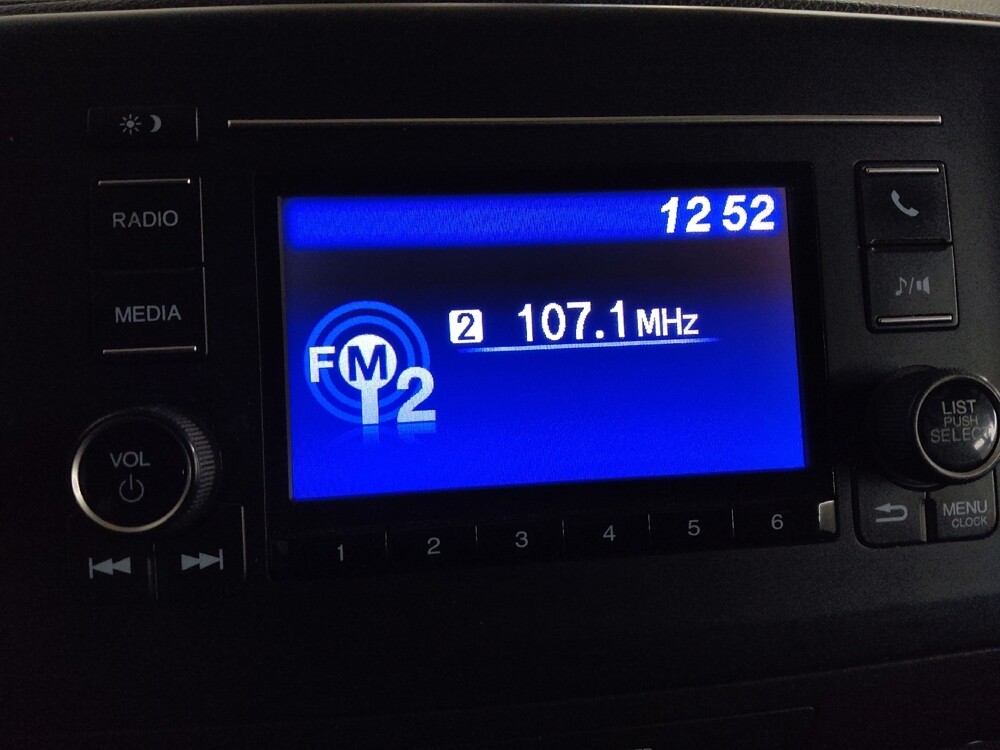 12 52
RADIO
MEDIA
2 107.1 MHz
FM 2
LIST
PUSH
SELECT
VOL
MENU
CLOCK
1 2 3 4 5 6